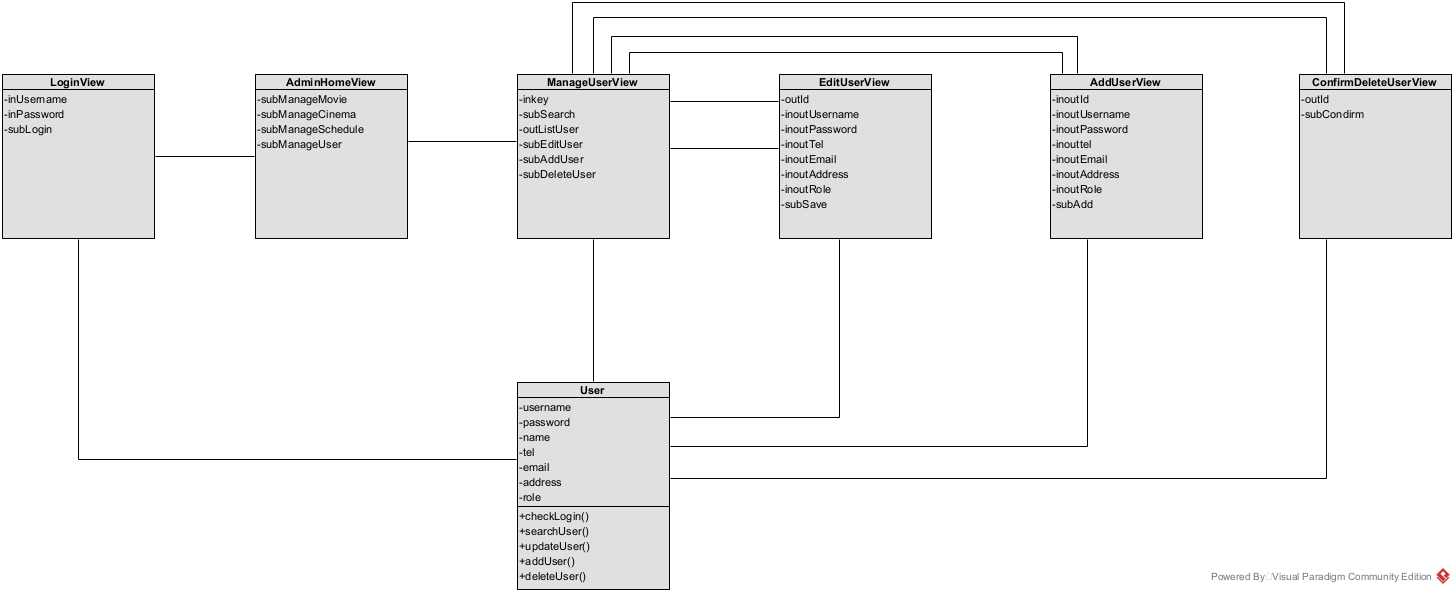 LoginView
-inUsername
-inPassword
-subLogin
AdminHomeView
-subManageMovie
-subManageCinema
-subManageSchedule
-subManageUser
ManageUserView
-inkey
-subSearch
-outListUser
-subEditUser
-subAddUser
-subDeleteUser
EditUserView
-outId
-inoutUsername
-inoutPassword
-inoutTel
-inoutEmail
-inoutAddress
-inoutRole
-subSave
AddUserView
-inoutId
-inoutUsername
-inoutPassword
-inouttel
-inoutEmail
-inoutAddress
-inoutRole
-subAdd
ConfirmDeleteUserView
-outId
-subCondirm
User
-username
-password
-name
-tel
-email
-address
-role
+checkLogin()
+searchUser()
+updateUser()
+addUser()
+deleteUser()
Powered By Visual Paradigm Community Edition